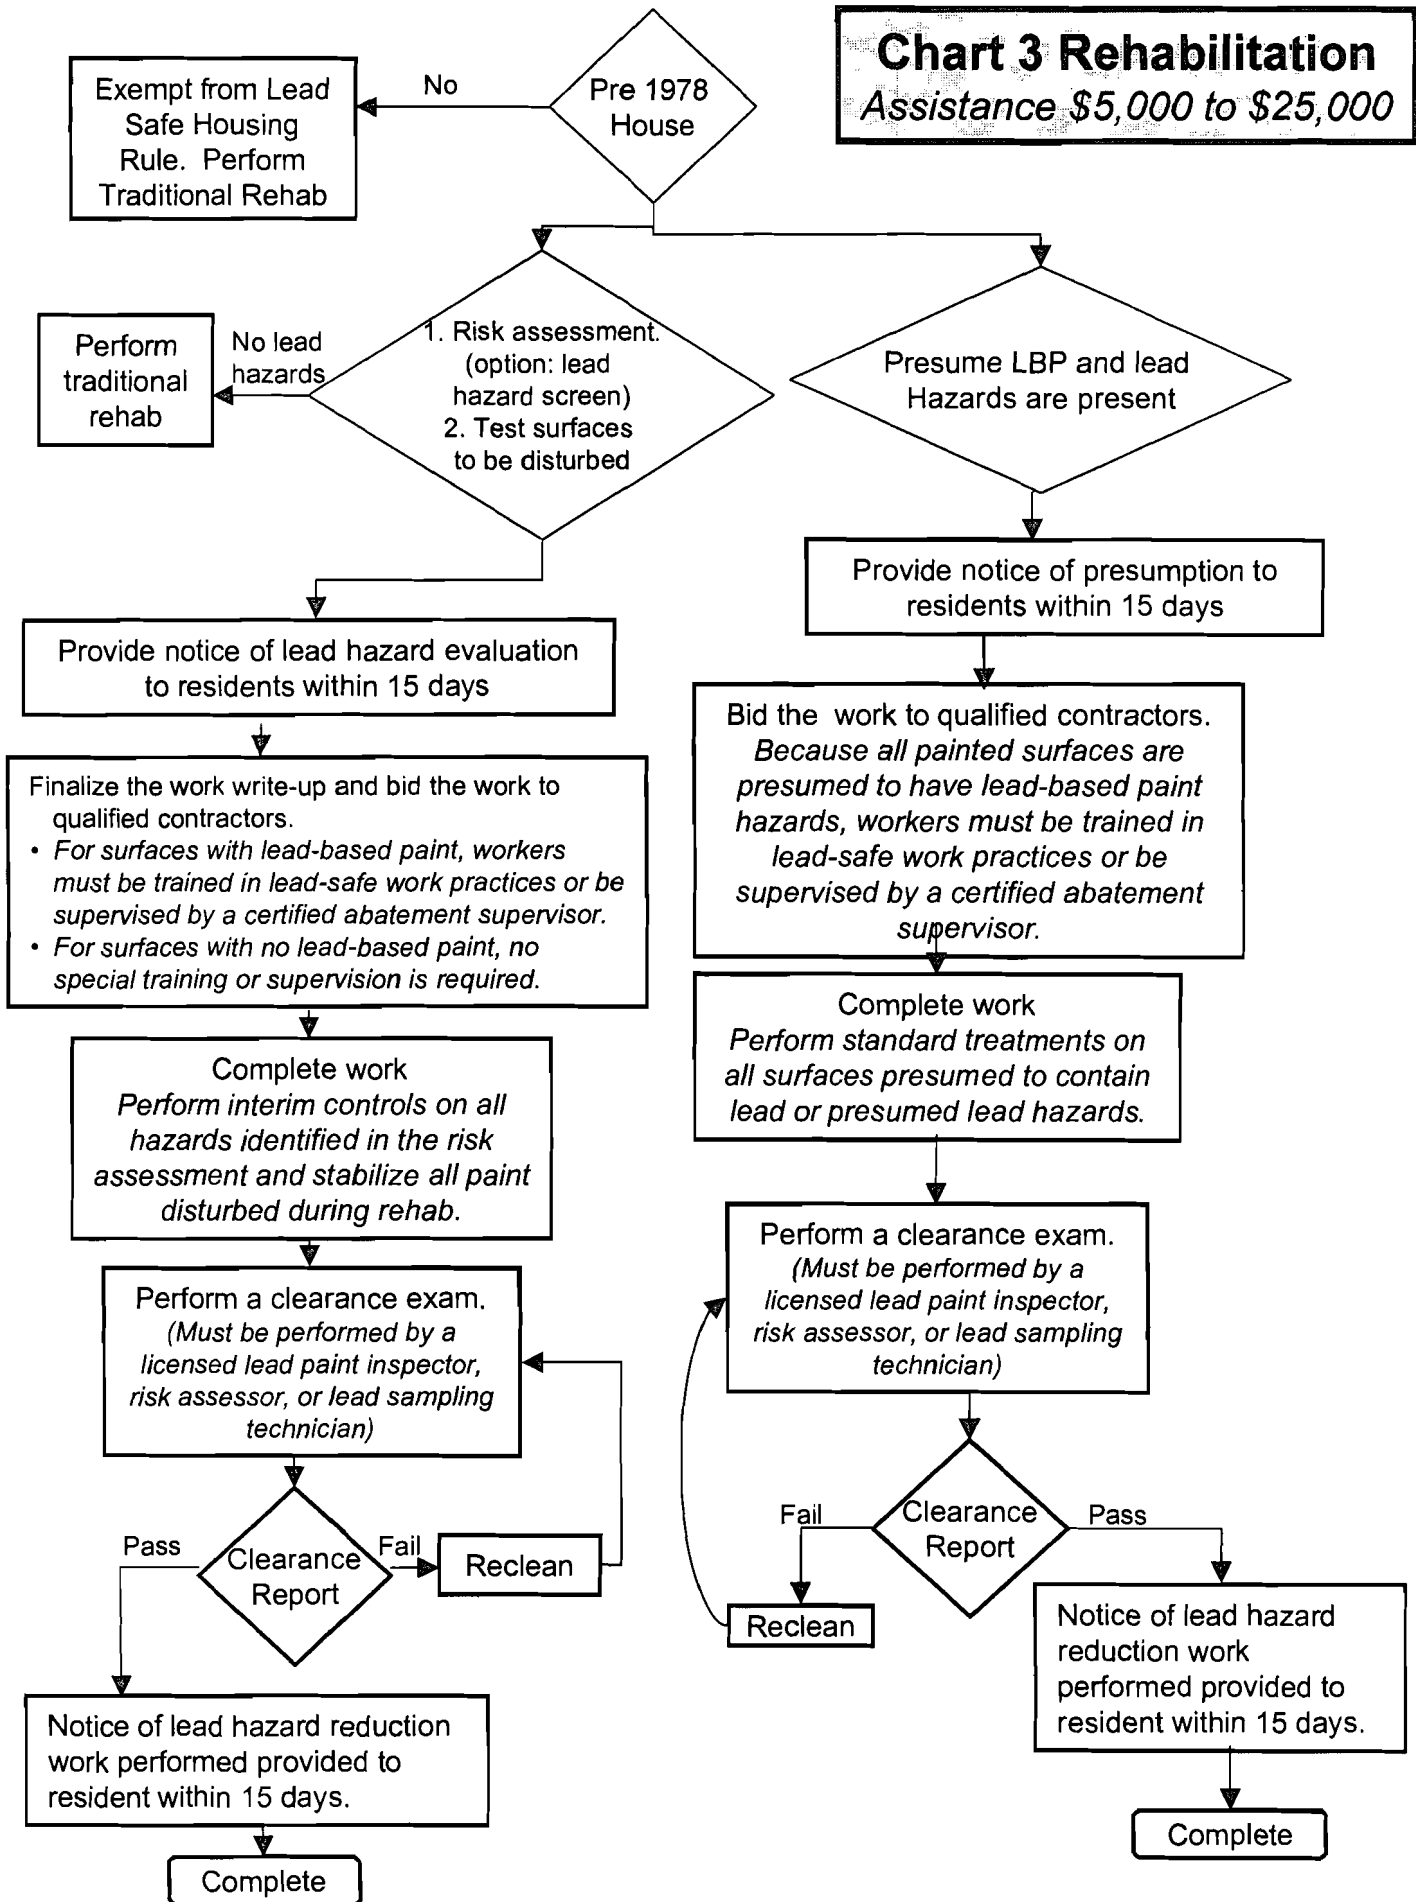 Chart 3 Rehabilitation
Assistance $5,000 to $25,000
Pre 1978
House
No
Exempt from Lead
Safe Housing
Rule. Perform
Traditional Rehab
1. Risk assessment.
(option: lead
hazard screen)
2. Test surfaces
to be disturbed
No lead
hazards
Perform
traditional
rehab
Presume LBP and lead
Hazards are present
Provide notice of lead hazard evaluation
to residents within 15 days
Finalize the work write-up and bid the work to
qualified contractors.
• For surfaces with lead-based paint, workers
must be trained in lead-safe work practices or be
supervised by a certified abatement supervisor.
• For surfaces with no lead-based paint, no
special training or supervision is required.
Complete work
Perform interim controls on all
hazards identified in the risk
assessment and stabilize all paint
disturbed during rehab.
Perform a clearance exam.
(Must be performed by a
licensed lead paint inspector,
risk assessor, or lead sampling
technician)
Clearance
Report
Pass
Fail
Reclean
Notice of lead hazard reduction
work performed provided to
resident within 15 days.
Complete
Provide notice of presumption to
residents within 15 days
Bid the work to qualified contractors.
Because all painted surfaces are
presumed to have lead-based paint
hazards, workers must be trained in
lead-safe work practices or be
supervised by a certified abatement
supervisor.
Complete work
Perform standard treatments on
all surfaces presumed to contain
lead or presumed lead hazards.
Perform a clearance exam.
(Must be performed by a
licensed lead paint inspector,
risk assessor, or lead sampling
technician)
Clearance
Report
Fail
Pass
Reclean
Notice of lead hazard
reduction work
performed provided to
resident within 15 days.
Complete